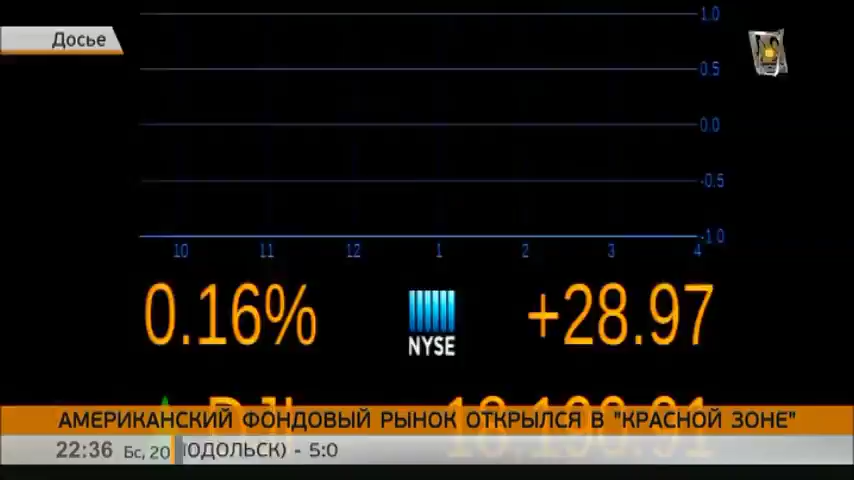 Досье
1.0
0.5
0.0
-0.5
-1.0
10 11 12 1 2 3 4
0.16% NYSE +28.97
АМЕРИКАНСКИЙ ФОНДОВЫЙ РЫНОК ОТКРЫЛСЯ В "КРАСНОЙ ЗОНЕ"
22:36 Бс, 20 ПОДОЛЬСК) - 5:0